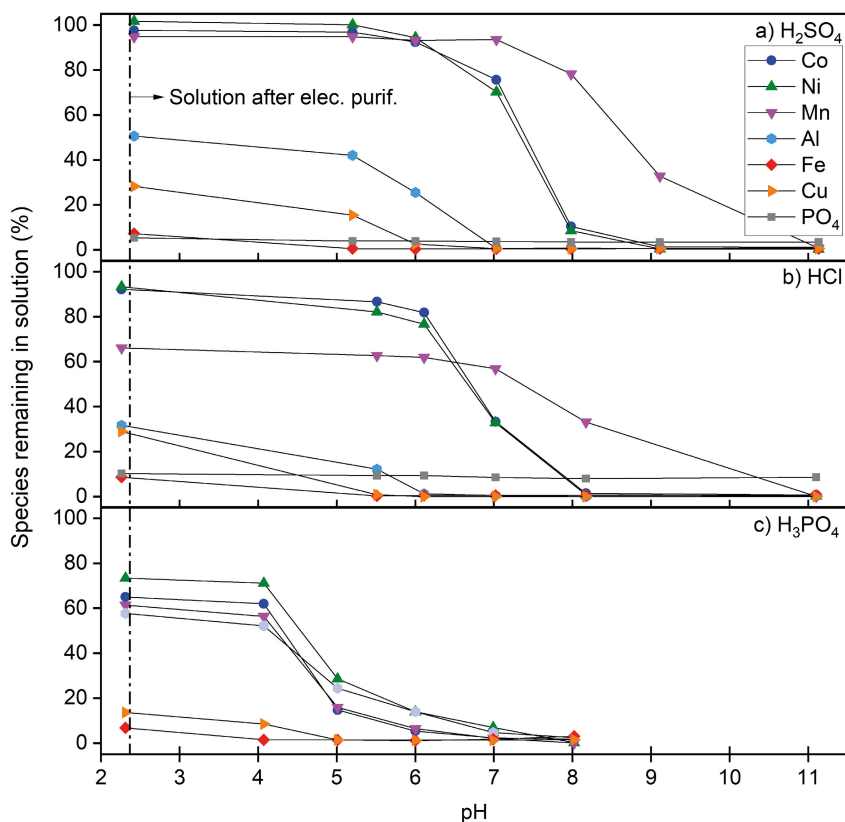 Species remaining in solution (%)
a) H₂SO₄
Co
Ni
Mn
Al
Fe
Cu
PO₄
Solution after elec. purif.
100
80
60
40
20
0
b) HCl
100
80
60
40
20
0
c) H₃PO₄
100
80
60
40
20
0
2 3 4 5 6 7 8 9 10 11
pH